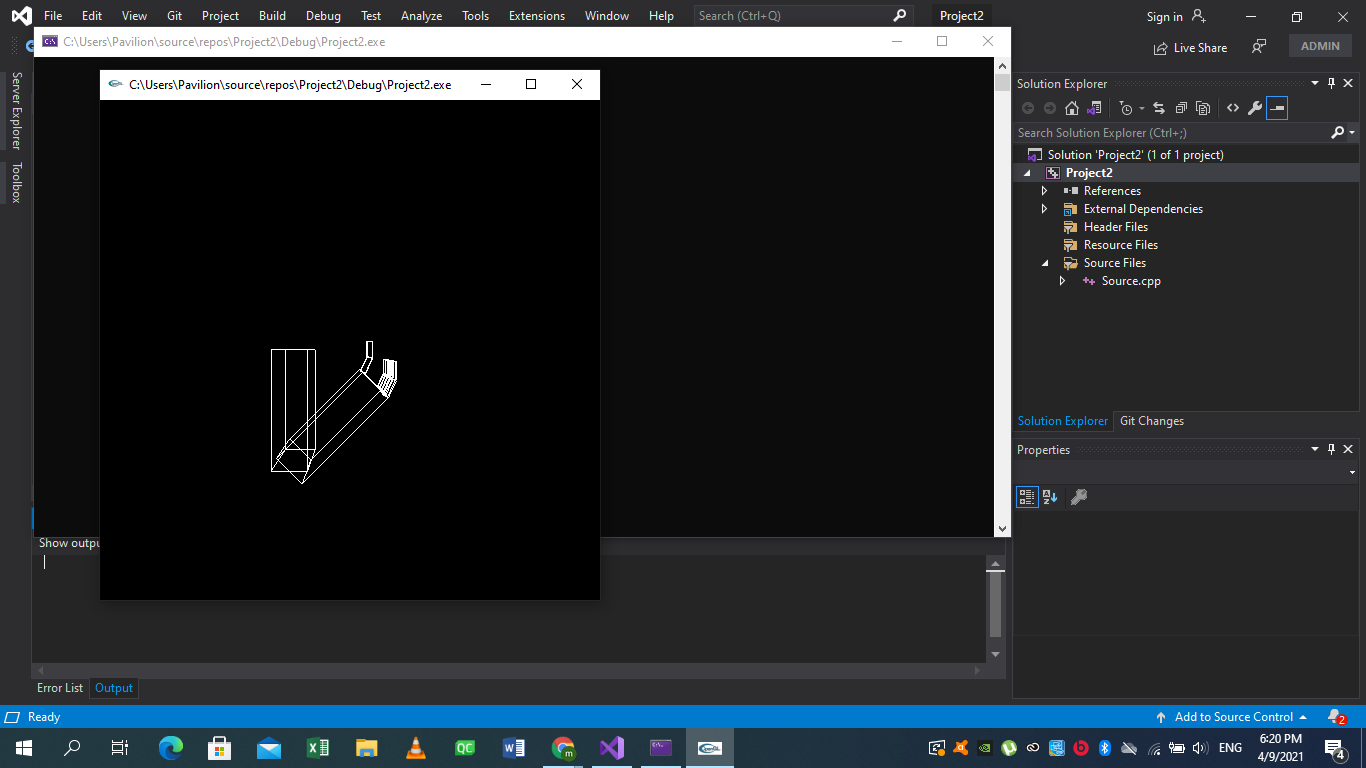 File Edit View Git Project Build Debug Test Analyze Tools Extensions Window Help Search (Ctrl+Q) Project2 Sign in
C:\Users\Pavilion\source\repos\Project2\Debug\Project2.exe
Live Share ADMIN
C:\Users\Pavilion\source\repos\Project2\Debug\Project2.exe
Server Explorer
Toolbox
Solution Explorer
Search Solution Explorer (Ctrl+;)
Solution 'Project2' (1 of 1 project)
Project2
References
External Dependencies
Header Files
Resource Files
Source Files
Source.cpp
Solution Explorer Git Changes
Properties
Show outpu
Error List Output
Ready Add to Source Control 2
ENG 6:20 PM
4/9/2021 4